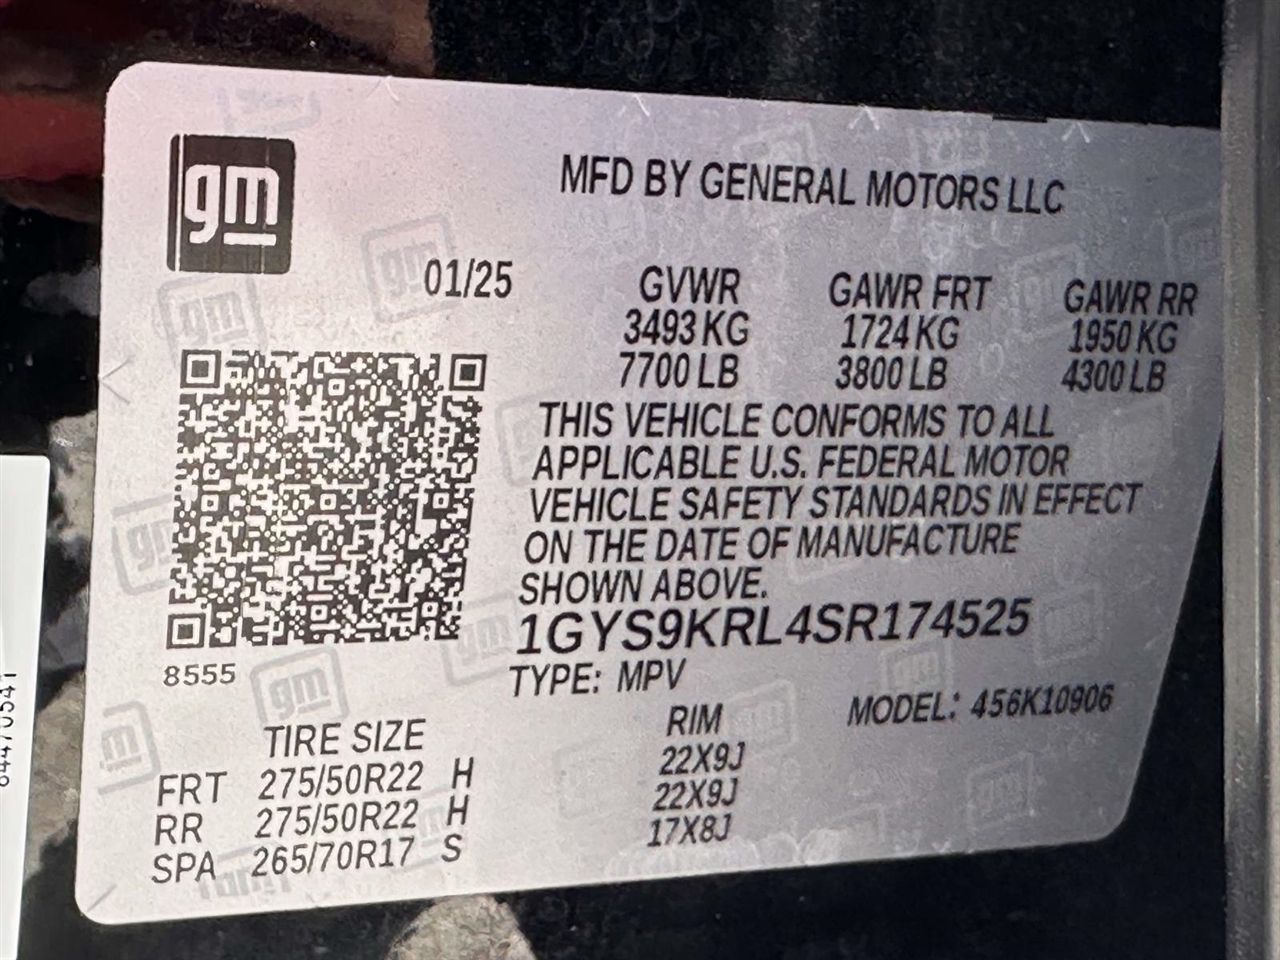 gm
MFD BY GENERAL MOTORS LLC
01/25
GVWR GAWR FRT GAWR RR
3493 KG 1724 KG 1950 KG
7700 LB 3800 LB 4300 LB
THIS VEHICLE CONFORMS TO ALL
APPLICABLE U.S. FEDERAL MOTOR
VEHICLE SAFETY STANDARDS IN EFFECT
ON THE DATE OF MANUFACTURE
SHOWN ABOVE.
1GYS9KRL4SR174525
8555
TYPE: MPV
MODEL: 456K10906
TIRE SIZE RIM
FRT 275/50R22 H 22X9J
RR 275/50R22 H 22X9J
SPA 265/70R17 S 17X8J